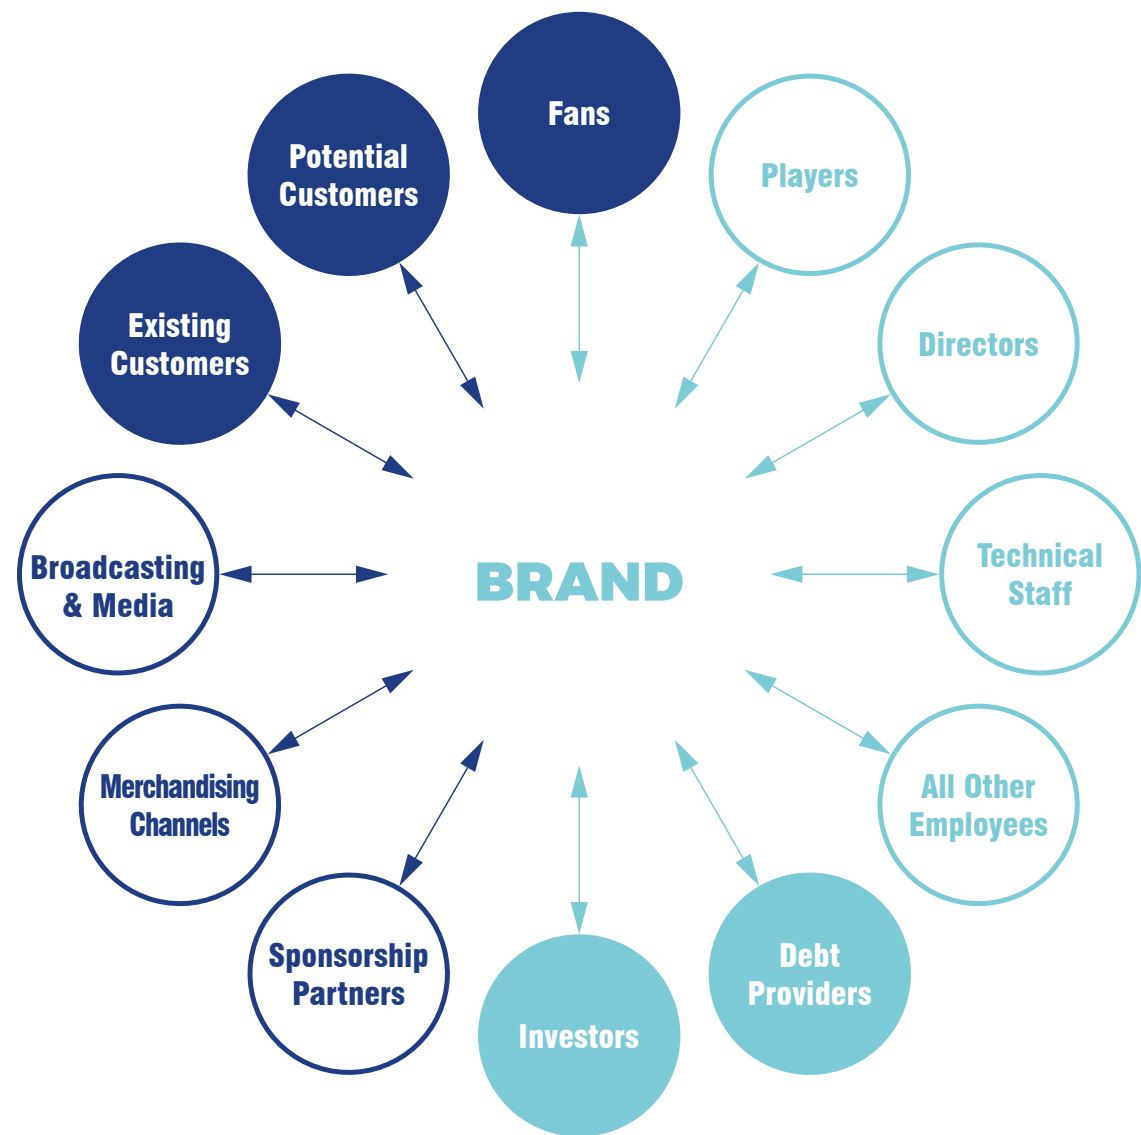 Fans
Potential
Customers
Players
Existing
Customers
Directors
Broadcasting
& Media
BRAND
Technical
Staff
Merchandising
Channels
All Other
Employees
Sponsorship
Partners
Debt
Providers
Investors